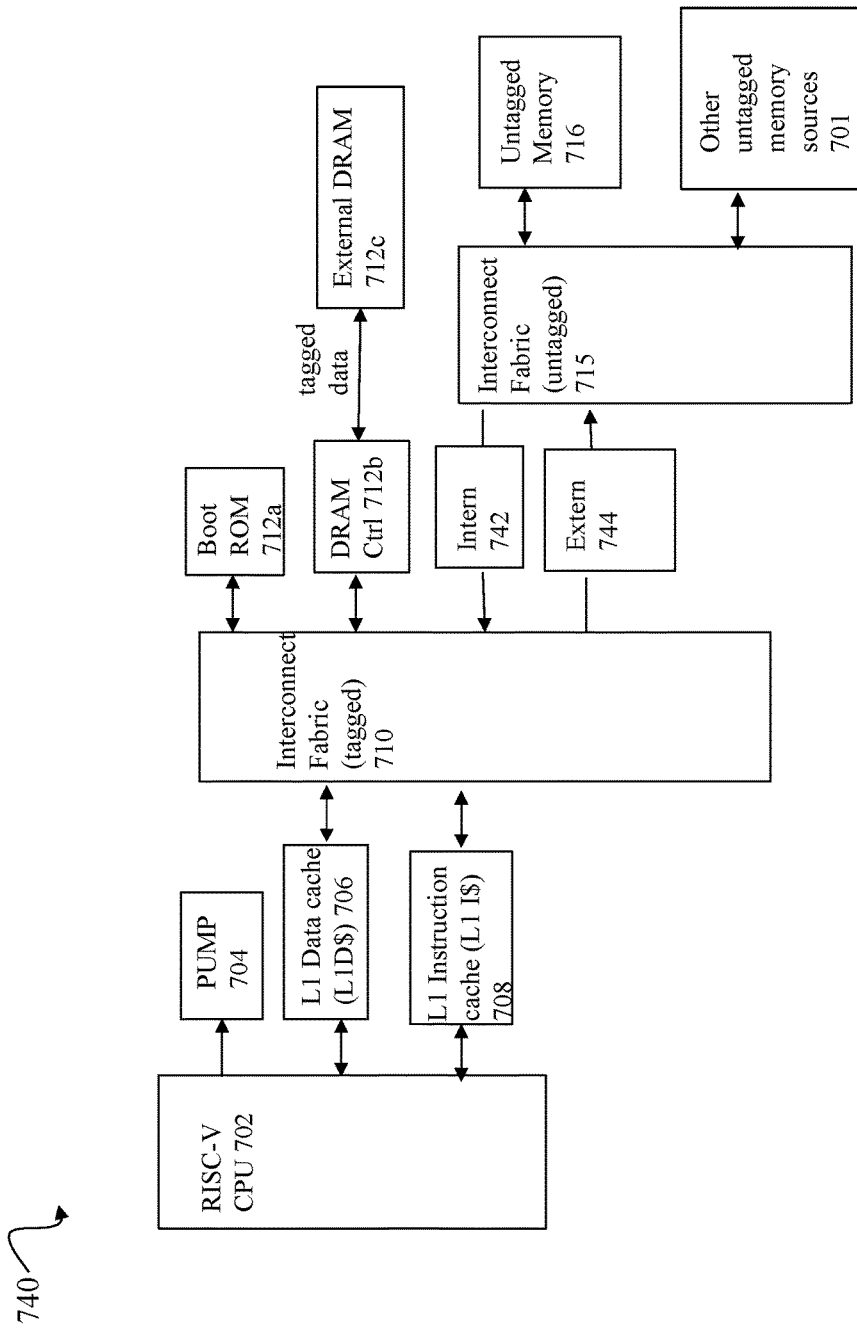 740
RISC-V
CPU 702
PUMP
704
L1 Data cache
(L1D$) 706
L1 Instruction
cache (L1 I$)
708
Interconnect
Fabric
(tagged)
710
Boot
ROM
712a
DRAM
Ctrl 712b
tagged
data
External DRAM
712c
Intern
742
Extern
744
Interconnect
Fabric
(untagged)
715
Untagged
Memory
716
Other
untagged
memory
sources
701